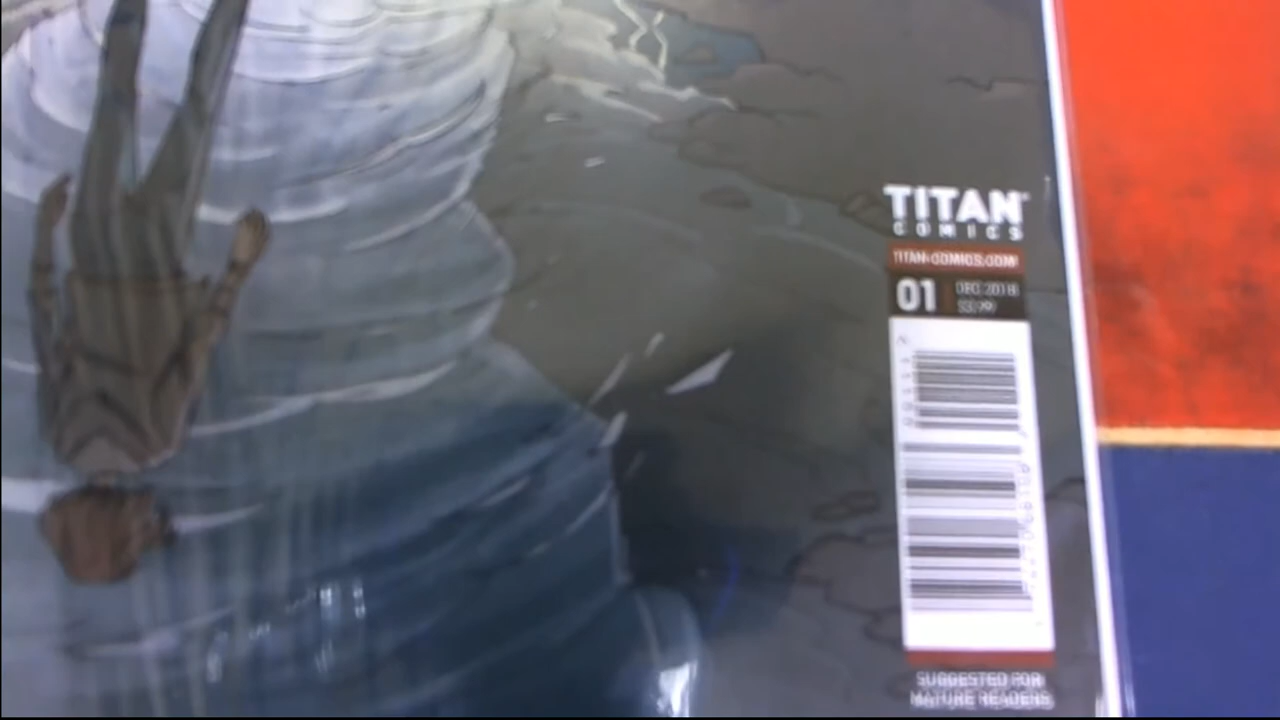 TITAN
COMICS
TITAN-COMICS.COM
01
DEC 2018
$3.99
SUGGESTED FOR
MATURE READERS